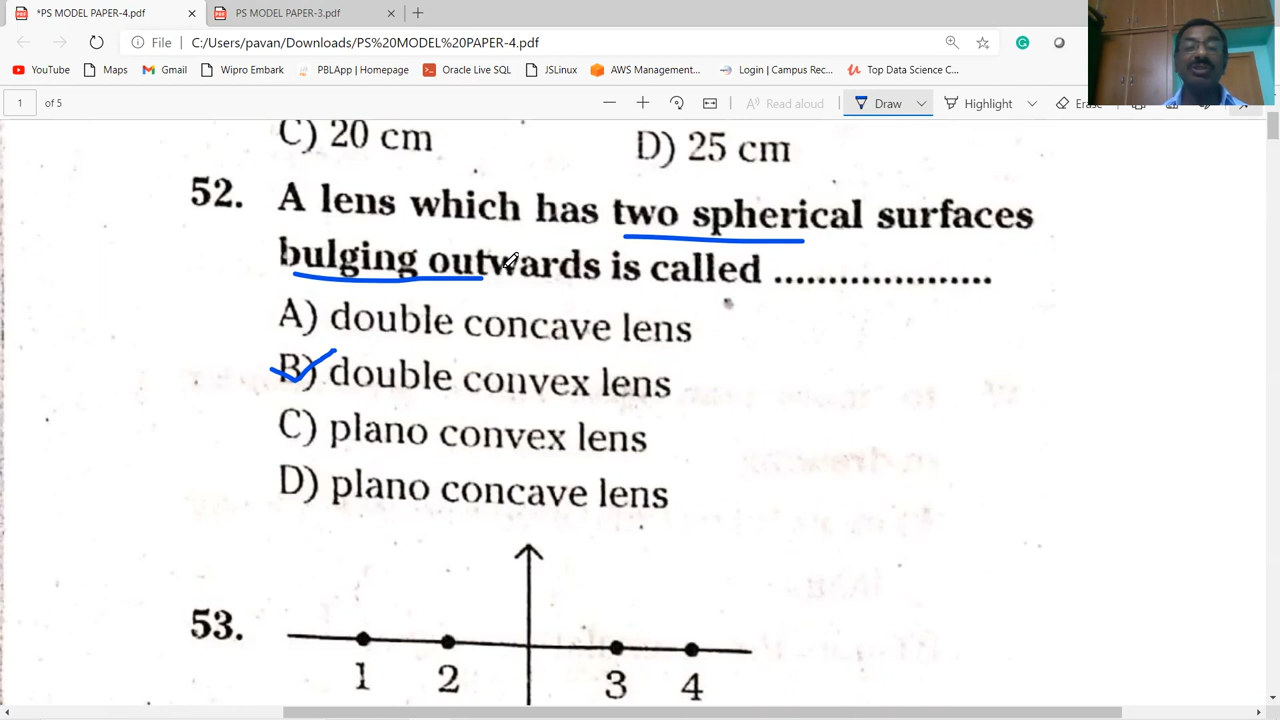 *PS MODEL PAPER-4.pdf
PS MODEL PAPER-3.pdf
File
C:/Users/pavan/Downloads/PS%20MODEL%20PAPER-4.pdf
YouTube
Maps
Gmail
Wipro Embark
PBLApp | Homepage
Oracle Live SQL
JSLinux
AWS Management...
Login | Campus Rec...
Top Data Science C...
1 of 5
Read aloud
Draw
Highlight
C) 20 cm D) 25 cm
52. A lens which has two spherical surfaces
bulging outwards is called .....................
A) double concave lens
B) double convex lens
C) plano convex lens
D) plano concave lens
53.
1 2 3 4